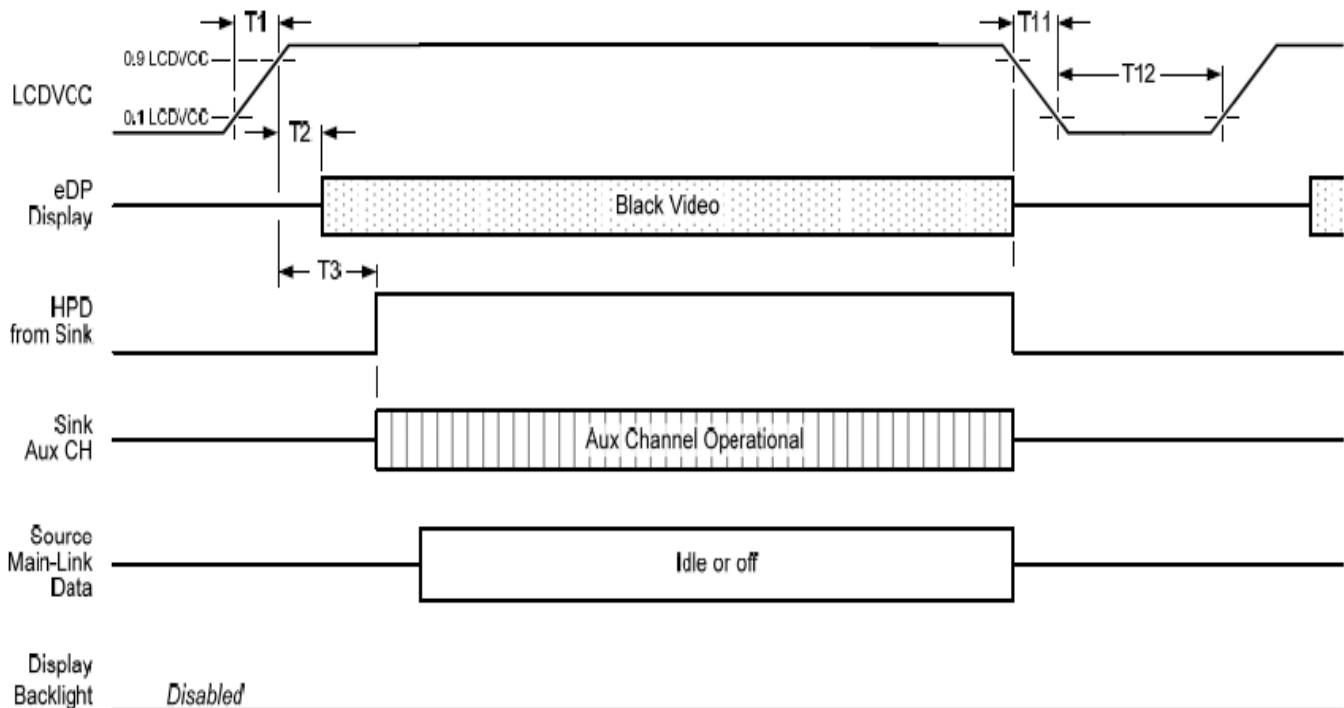 T1
T11
0.9 LCDVCC
LCDVCC
T12
0.1 LCDVCC
T2
eDP
Display
Black Video
T3
HPD
from Sink
Sink
Aux CH
Aux Channel Operational
Source
Main-Link
Data
Idle or off
Display
Backlight
Disabled